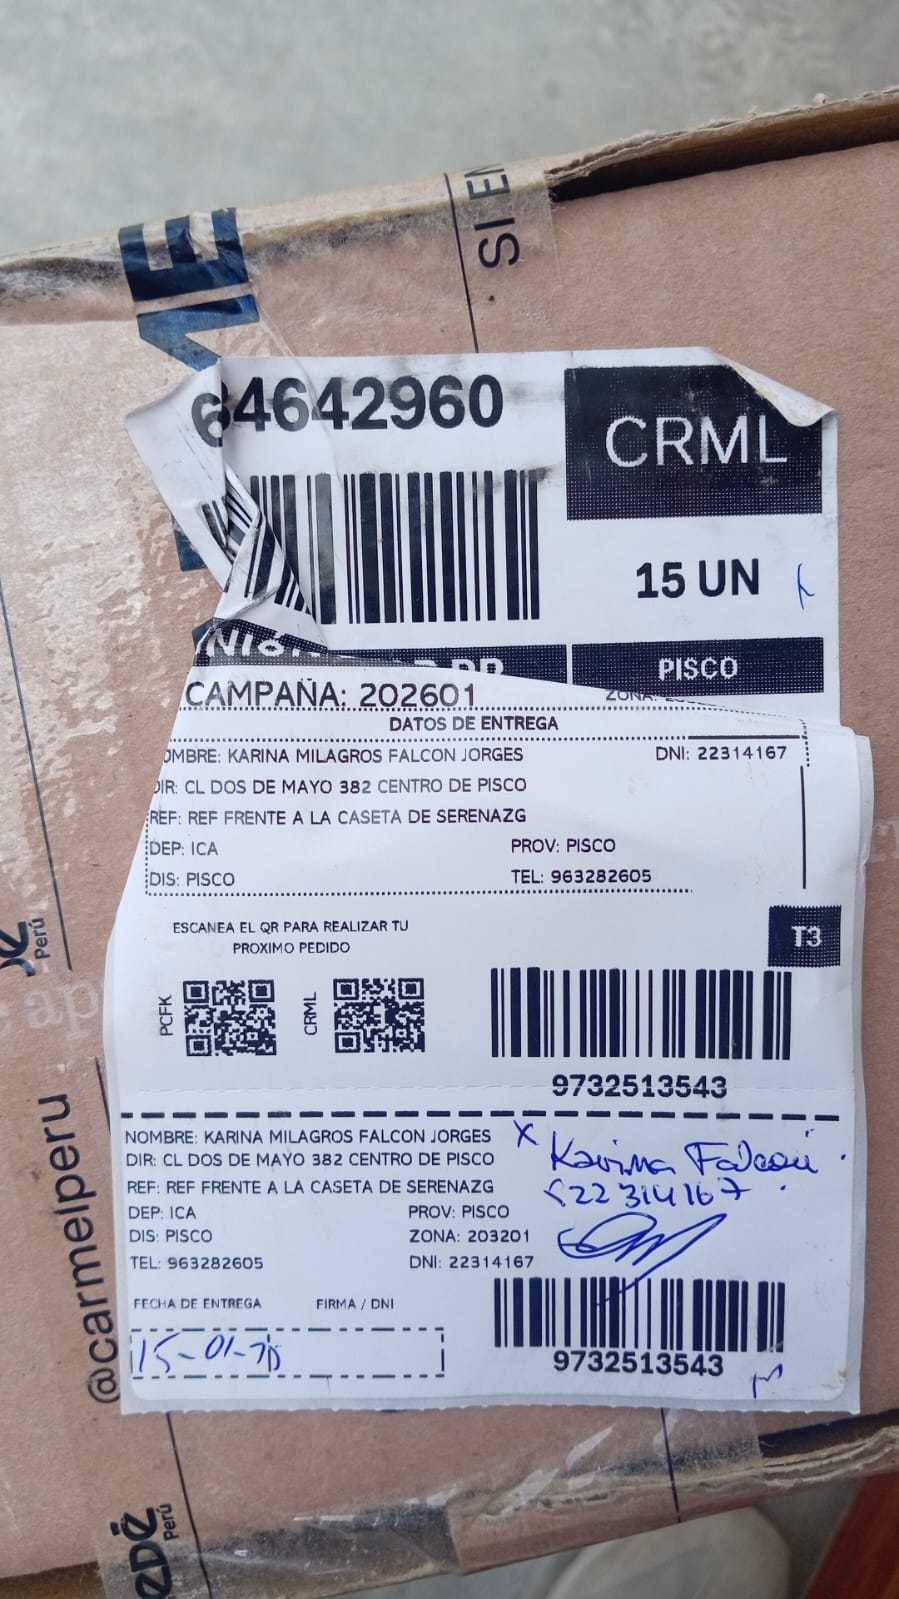 SI EN
64642960
CRML
15 UN
PISCO
CAMPAÑA: 202601
DATOS DE ENTREGA
OMBRE: KARINA MILAGROS FALCON JORGES DNI: 22314167
DIR: CL DOS DE MAYO 382 CENTRO DE PISCO
REF: REF FRENTE A LA CASETA DE SERENAZG
DEP: ICA PROV: PISCO
DIS: PISCO TEL: 963282605
ESCANEA EL QR PARA REALIZAR TU
PROXIMO PEDIDO
T3
PCFK
CRML
9732513543
NOMBRE: KARINA MILAGROS FALCON JORGES
DIR: CL DOS DE MAYO 382 CENTRO DE PISCO
REF: REF FRENTE A LA CASETA DE SERENAZG
DEP: ICA PROV: PISCO
DIS: PISCO ZONA: 203201
TEL: 963282605 DNI: 22314167
X Karina Falcon
22314167
FECHA DE ENTREGA FIRMA / DNI
15-01-
9732513543
@carmelperu
Perú
Perú